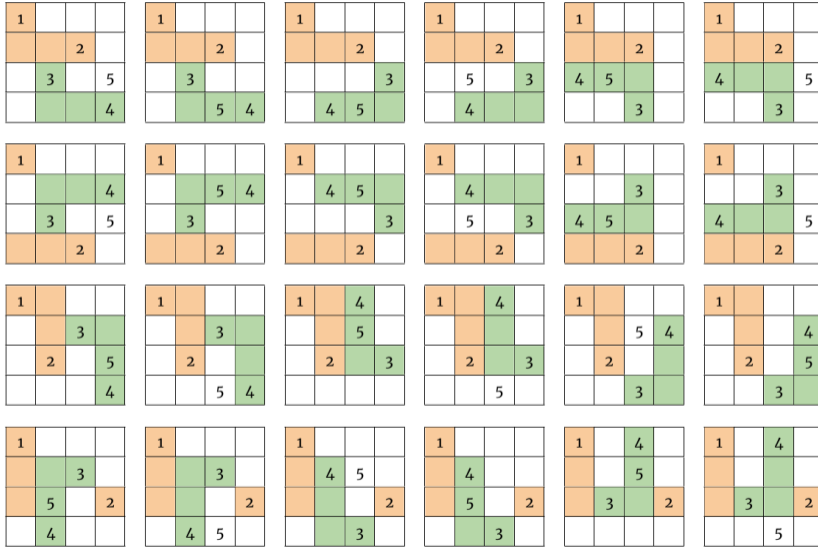 1 1 1 1 1 1
2 2 2 2 2 2
3 5 3 3 5 3 4 5 4 5
4 5 4 4 5 4 3 3
1 1 1 1 1 1
4 5 4 4 5 4 3 3
3 5 3 3 5 3 4 5 4 5
2 2 2 2 2 2
1 1 1 4 1 4 1 1
3 3 5 5 4 4
2 5 2 2 3 2 3 2 2 5
4 5 4 5 3 3
1 1 1 1 1 4 1 4
3 3 4 5 4 5
5 2 2 2 5 2 3 2 3 2
4 4 5 3 3 5